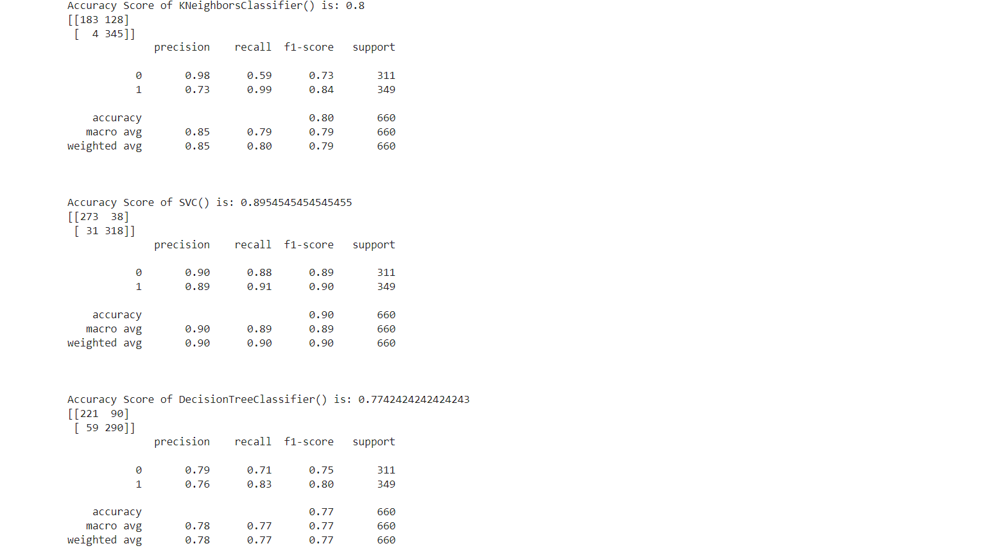 Accuracy Score of KNeighborsClassifier() is: 0.8
[[183 128]
 [  4 345]]
              precision    recall  f1-score   support

           0       0.98      0.59      0.73       311
           1       0.73      0.99      0.84       349

    accuracy                           0.80       660
   macro avg       0.85      0.79      0.79       660
weighted avg       0.85      0.80      0.79       660

Accuracy Score of SVC() is: 0.8954545454545455
[[273  38]
 [ 31 318]]
              precision    recall  f1-score   support

           0       0.90      0.88      0.89       311
           1       0.89      0.91      0.90       349

    accuracy                           0.90       660
   macro avg       0.90      0.89      0.89       660
weighted avg       0.90      0.90      0.90       660

Accuracy Score of DecisionTreeClassifier() is: 0.7742424242424243
[[221  90]
 [ 59 290]]
              precision    recall  f1-score   support

           0       0.79      0.71      0.75       311
           1       0.76      0.83      0.80       349

    accuracy                           0.77       660
   macro avg       0.78      0.77      0.77       660
weighted avg       0.78      0.77      0.77       660